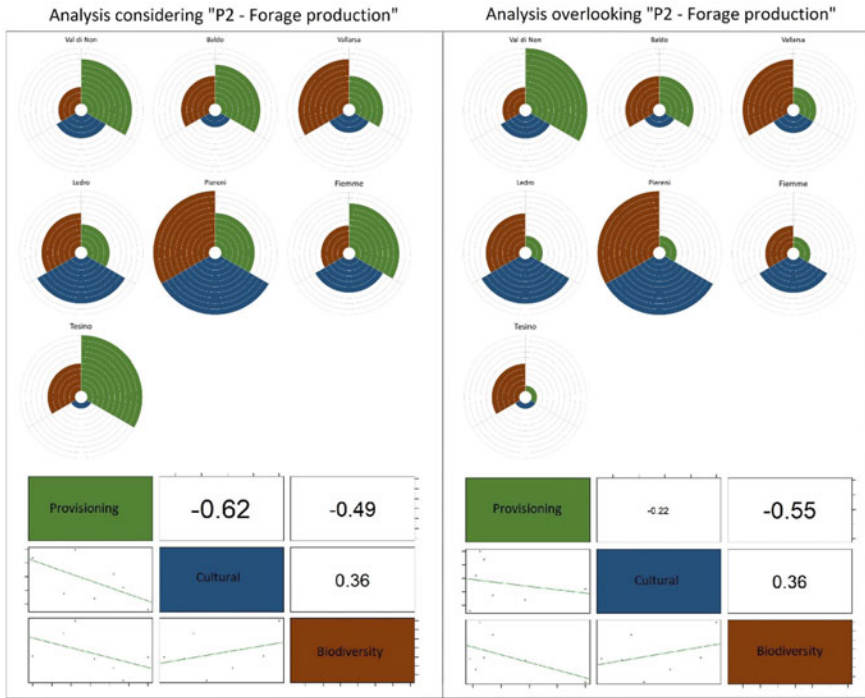 Analysis considering "P2 - Forage production"
Val di Non
Baldo
Vallarsa
Ledro
Piereni
Fiemme
Tesino
Provisioning
-0.62
-0.49
Cultural
0.36
Biodiversity
Analysis overlooking "P2 - Forage production"
Val di Non
Baldo
Vallarsa
Ledro
Piereni
Fiemme
Tesino
Provisioning
-0.22
-0.55
Cultural
0.36
Biodiversity